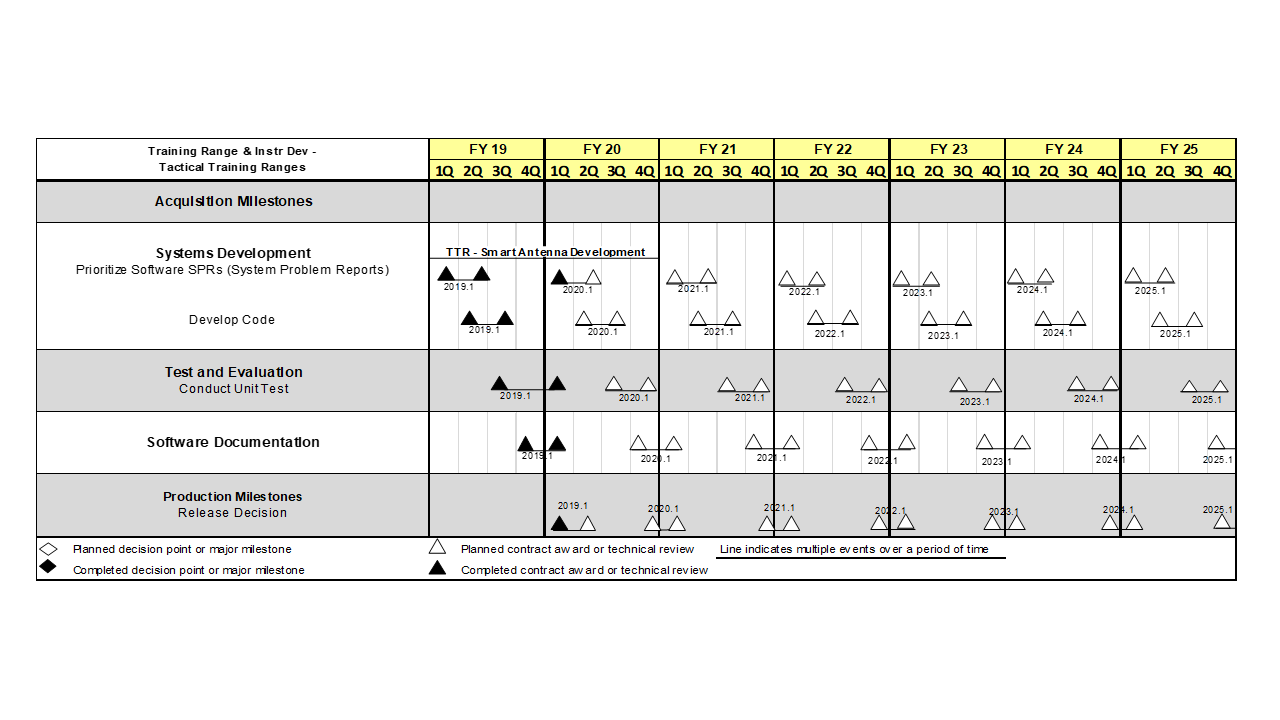 Training Range & Instr Dev -
Tactical Training Ranges
FY 19 FY 20 FY 21 FY 22 FY 23 FY 24 FY 25
1Q 2Q 3Q 4Q 1Q 2Q 3Q 4Q 1Q 2Q 3Q 4Q 1Q 2Q 3Q 4Q 1Q 2Q 3Q 4Q 1Q 2Q 3Q 4Q 1Q 2Q 3Q 4Q
Acquisition Milestones
Systems Development
TTR - Smart Antenna Development
Prioritize Software SPRs (System Problem Reports)
2019.1 2020.1 2021.1 2022.1 2023.1 2024.1 2025.1
Develop Code
2019.1 2020.1 2021.1 2022.1 2023.1 2024.1 2025.1
Test and Evaluation
Conduct Unit Test
2019.1 2020.1 2021.1 2022.1 2023.1 2024.1 2025.1
Software Documentation
2019.1 2020.1 2021.1 2022.1 2023.1 2024.1 2025.1
Production Milestones
2019.1 2020.1 2021.1 2022.1 2023.1 2024.1 2025.1
Release Decision
Planned decision point or major milestone Planned contract award or technical review Line indicates multiple events over a period of time
Completed decision point or major milestone Completed contract award or technical review